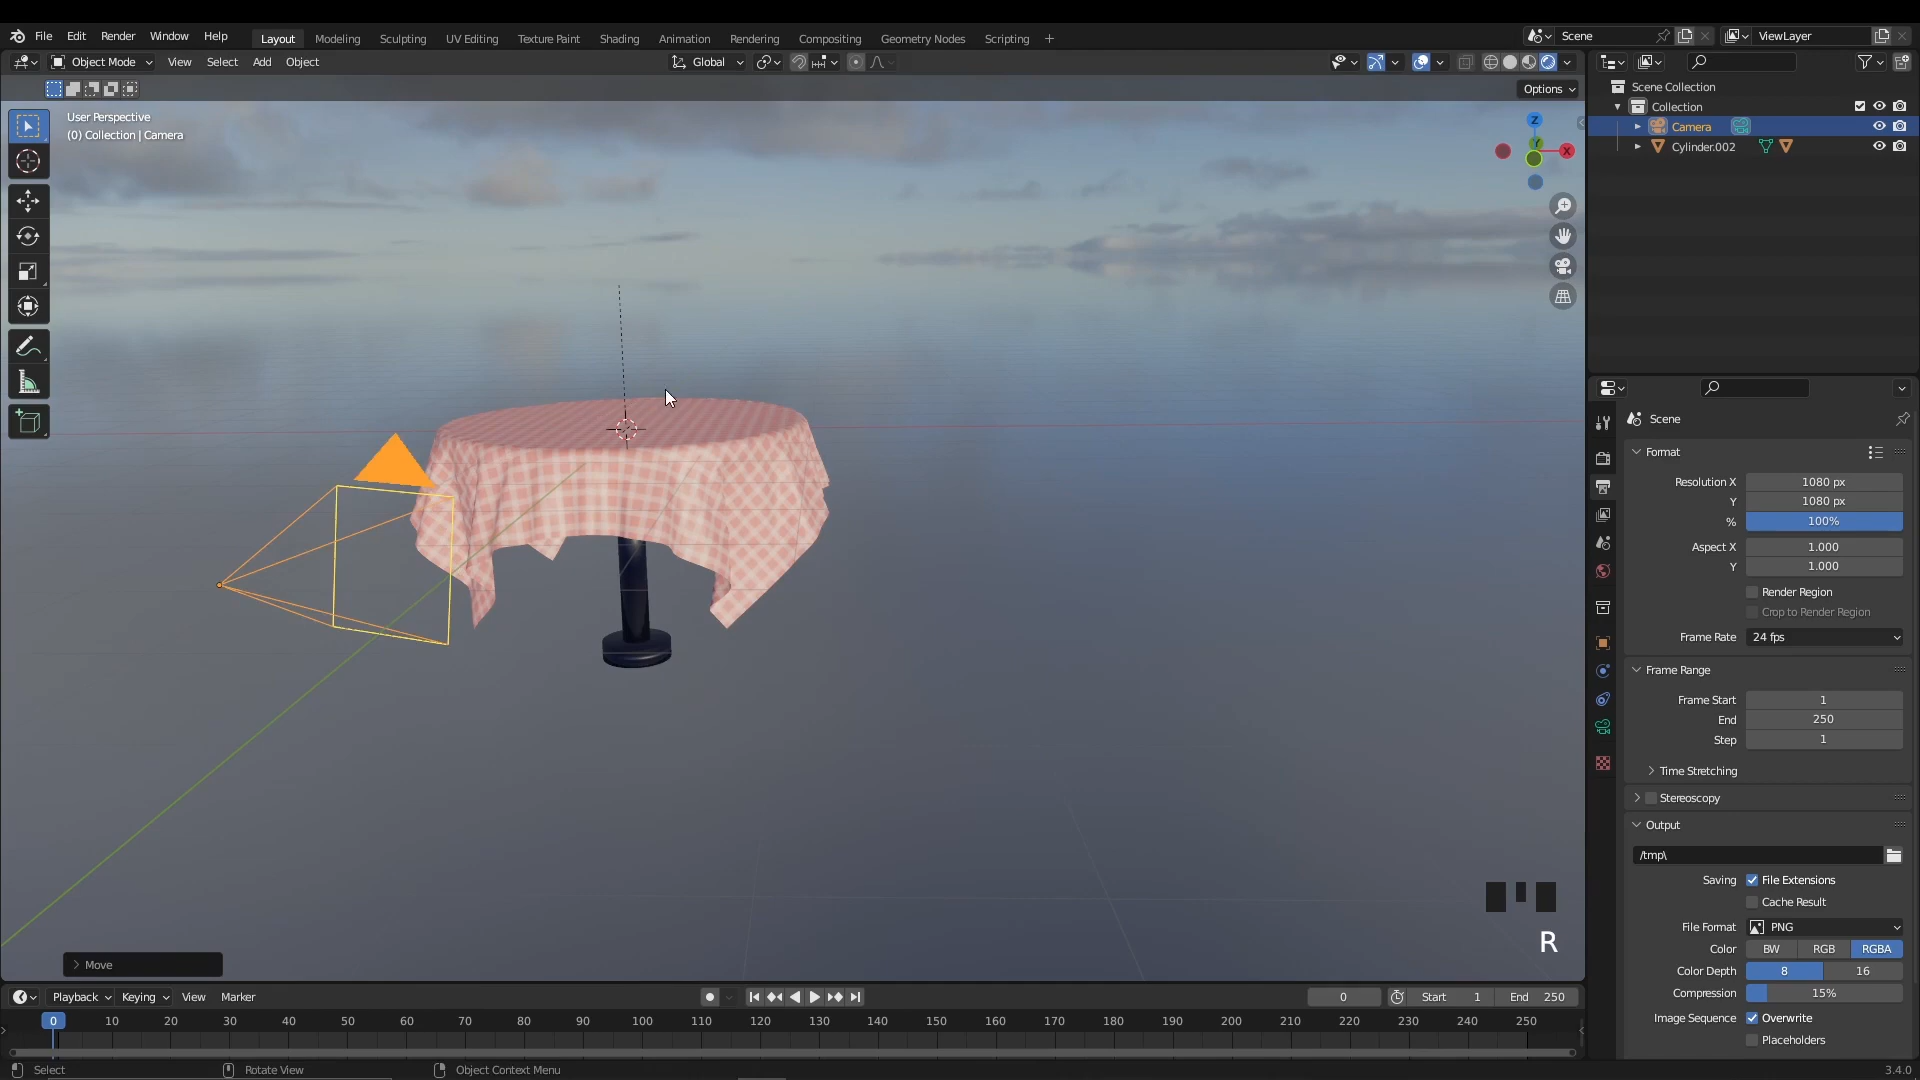 File Edit Render Window Help Layout Modeling Sculpting UV Editing Texture Paint Shading Animation Rendering Compositing Geometry Nodes Scripting + Scene ViewLayer
Object Mode View Select Add Object Global
Options
User Perspective
(0) Collection | Camera
Z
Y
X
Scene Collection
Collection
Camera
Cylinder.002
Scene
Format
Resolution X 1080 px
Y 1080 px
% 100%
Aspect X 1.000
Y 1.000
Render Region
Crop to Render Region
Frame Rate 24 fps
Frame Range
Frame Start 1
End 250
Step 1
Time Stretching
Stereoscopy
Output
/tmp\
Saving File Extensions
Cache Result
File Format PNG
Color BW RGB RGBA
Color Depth 8 16
Compression 15%
Image Sequence Overwrite
Placeholders
R
Move
Playback Keying View Marker 0 Start 1 End 250
0 10 20 30 40 50 60 70 80 90 100 110 120 130 140 150 160 170 180 190 200 210 220 230 240 250
Select Rotate View Object Context Menu 3.4.0